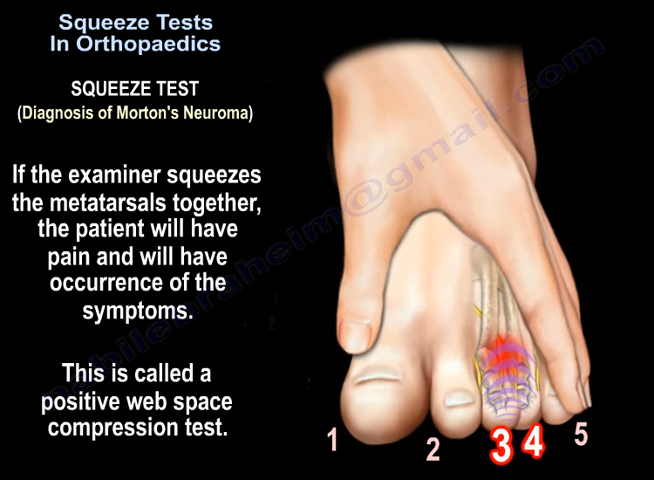 Squeeze Tests
In Orthopaedics
SQUEEZE TEST
(Diagnosis of Morton's Neuroma)
If the examiner squeezes
the metatarsals together,
the patient will have
pain and will have
occurrence of the
symptoms.
This is called a
positive web space
compression test.
1 2 3 4 5